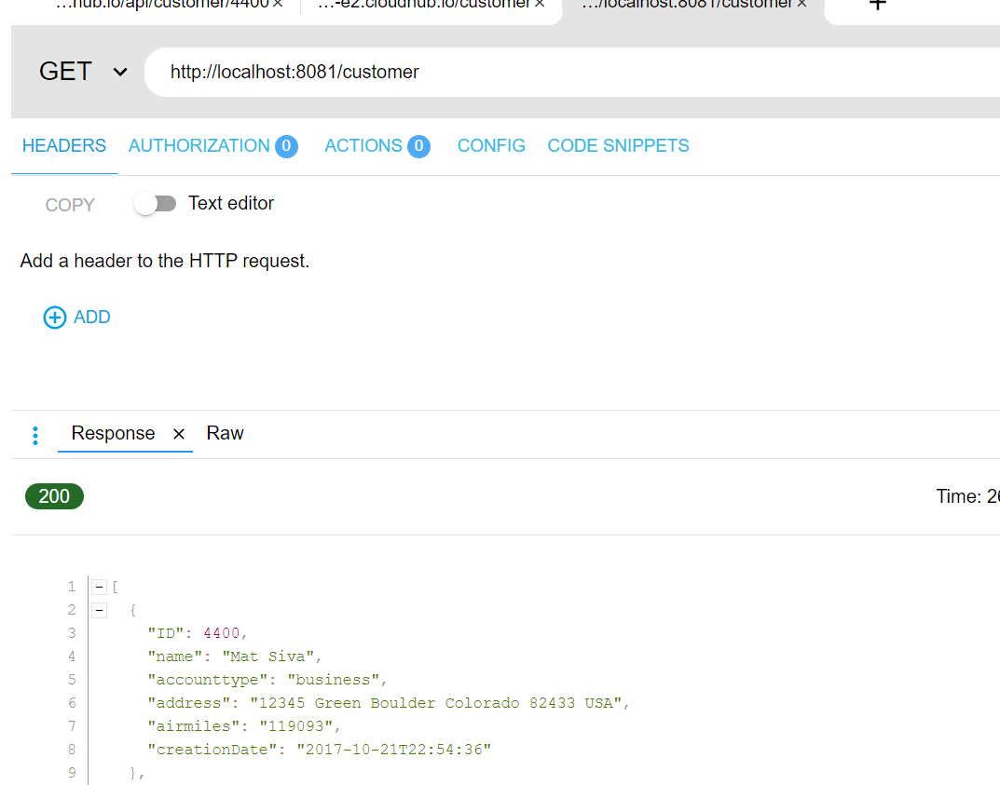 ...hub.io/api/customer/4400 × ...-e2.cloudhub.io/customer × .../localhost:8081/customer × +
GET http://localhost:8081/customer
HEADERS AUTHORIZATION 0 ACTIONS 0 CONFIG CODE SNIPPETS
COPY Text editor
Add a header to the HTTP request.
ADD
Response × Raw
200 Time: 26
1 [
2 {
3 "ID": 4400,
4 "name": "Mat Siva",
5 "accounttype": "business",
6 "address": "12345 Green Boulder Colorado 82433 USA",
7 "airmiles": "119093",
8 "creationDate": "2017-10-21T22:54:36"
9 },